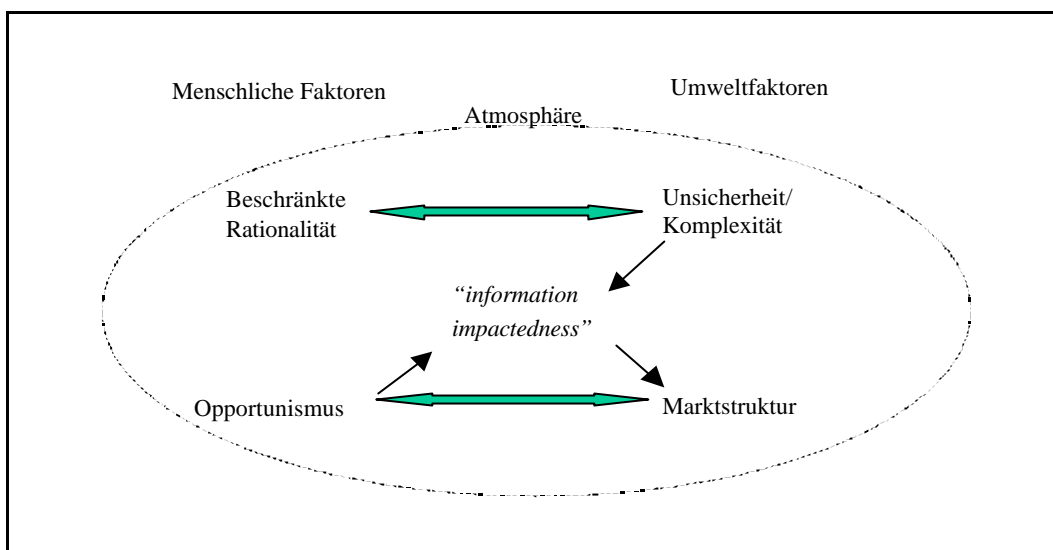 Menschliche Faktoren
Umweltfaktoren
Atmosphäre
Beschränkte
Rationalität
Unsicherheit/
Komplexität
“information
impactedness”
Opportunismus
Marktstruktur